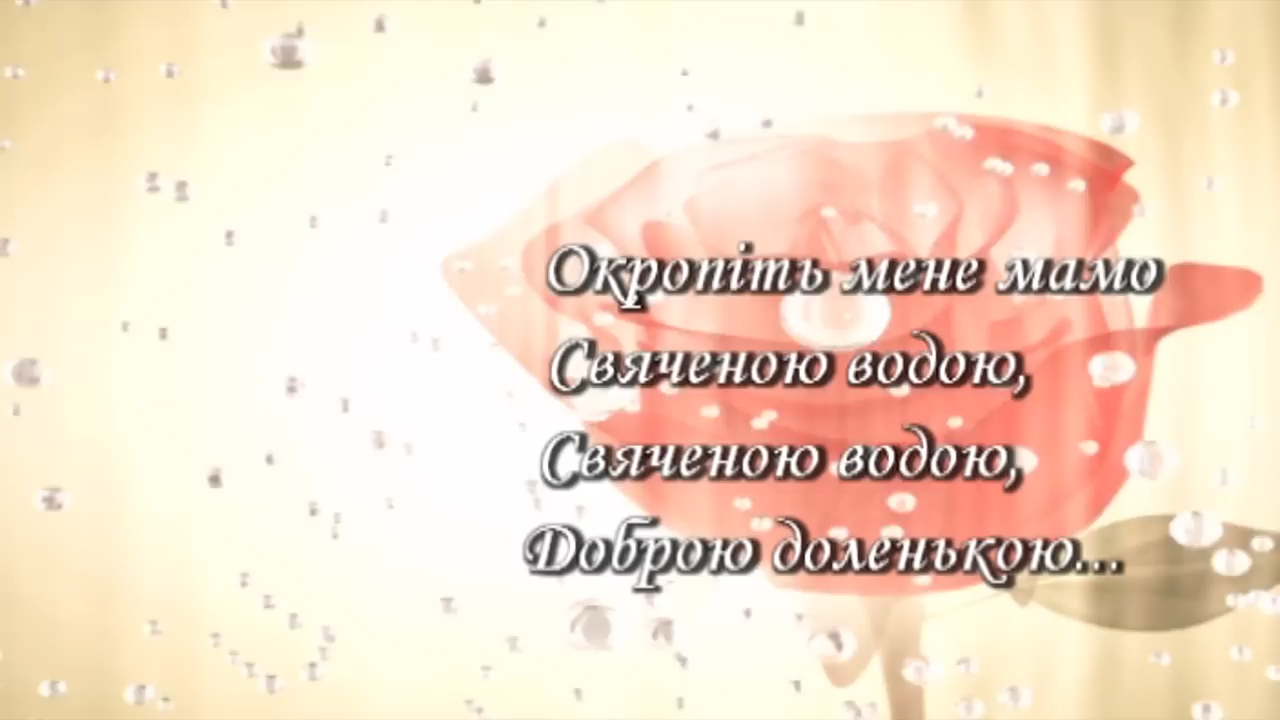 Окропіть мене мамо
Свяченою водою,
Свяченою водою,
Доброю доленькою...